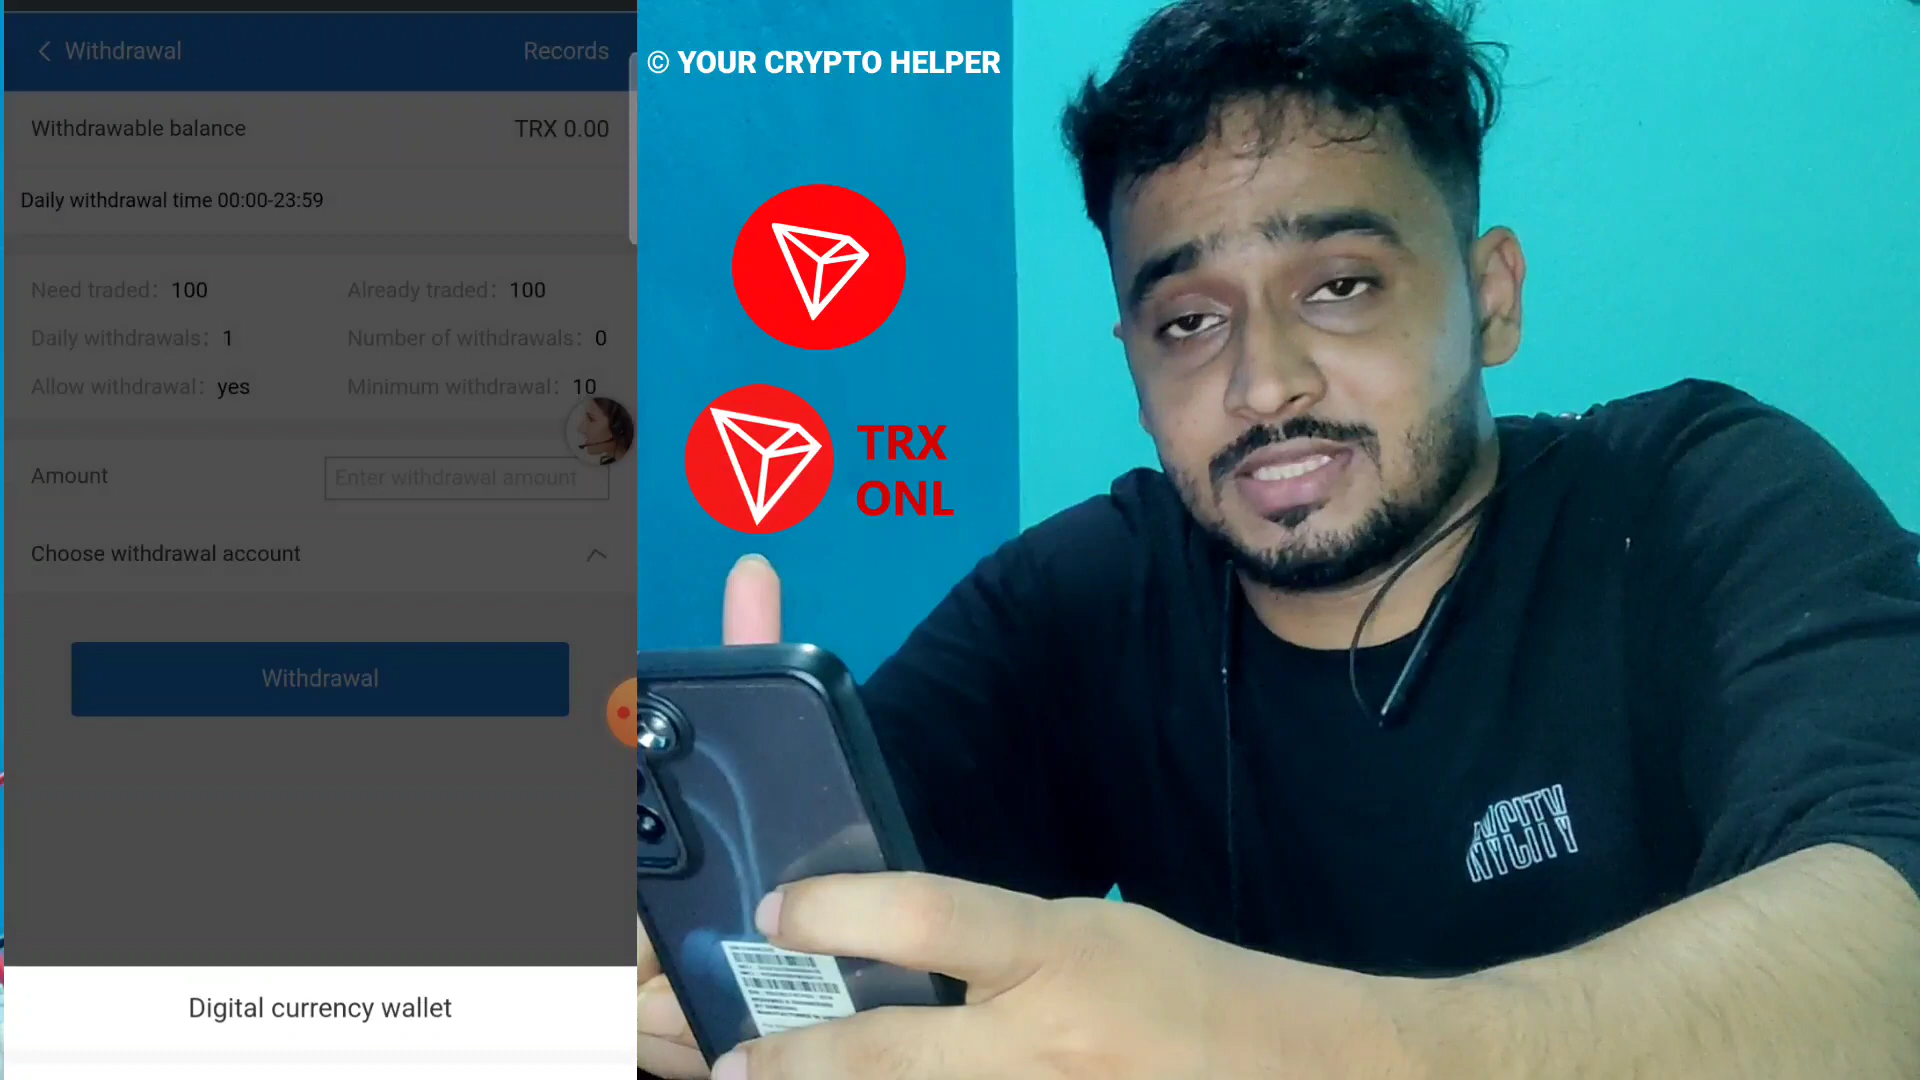 Withdrawal
Records
Withdrawable balance
TRX 0.00
Daily withdrawal time 00:00-23:59
Need traded: 100
Already traded: 100
Daily withdrawals: 1
Number of withdrawals: 0
Allow withdrawal: yes
Minimum withdrawal: 10
Amount
Enter withdrawal amount
Choose withdrawal account
Withdrawal
Digital currency wallet
© YOUR CRYPTO HELPER
TRX
ONL
NYCITY